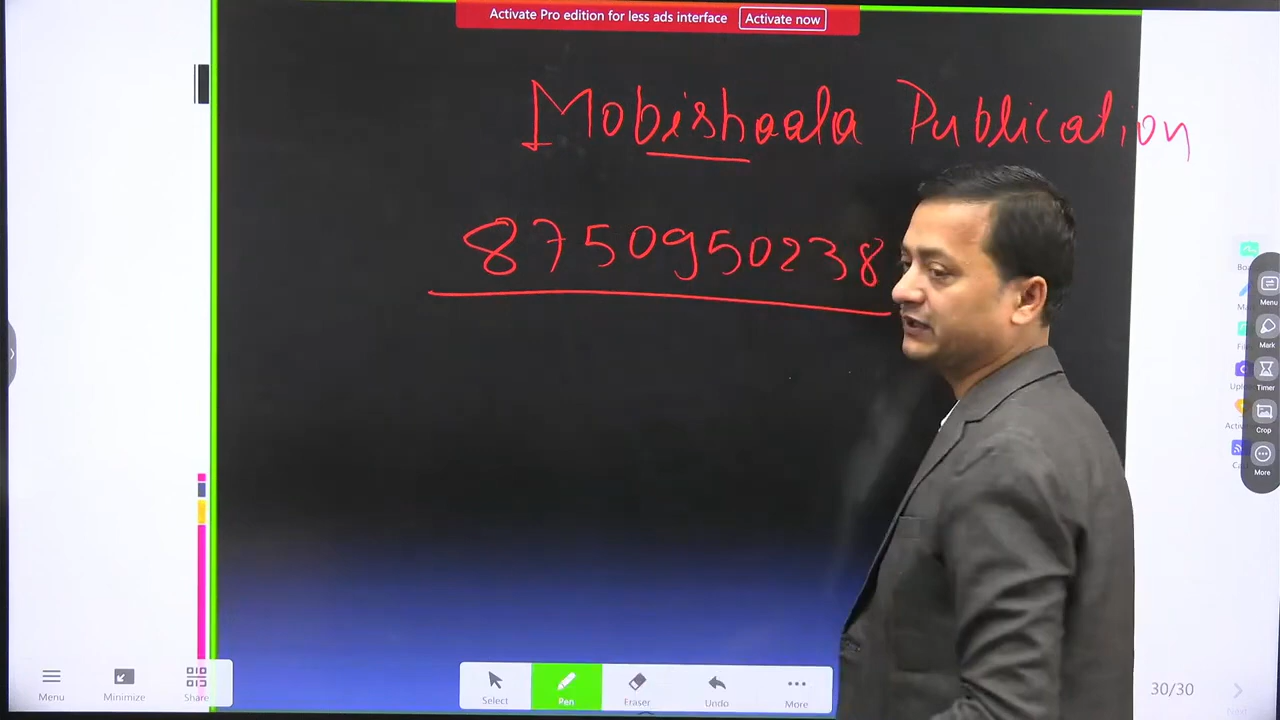 Activate Pro edition for less ads interface Activate now
Mobishaala Publication
8750950238
Menu
Mark
Timer
Crop
More
Menu
Minimize
Share
Select
Pen
Eraser
Undo
More
30/30